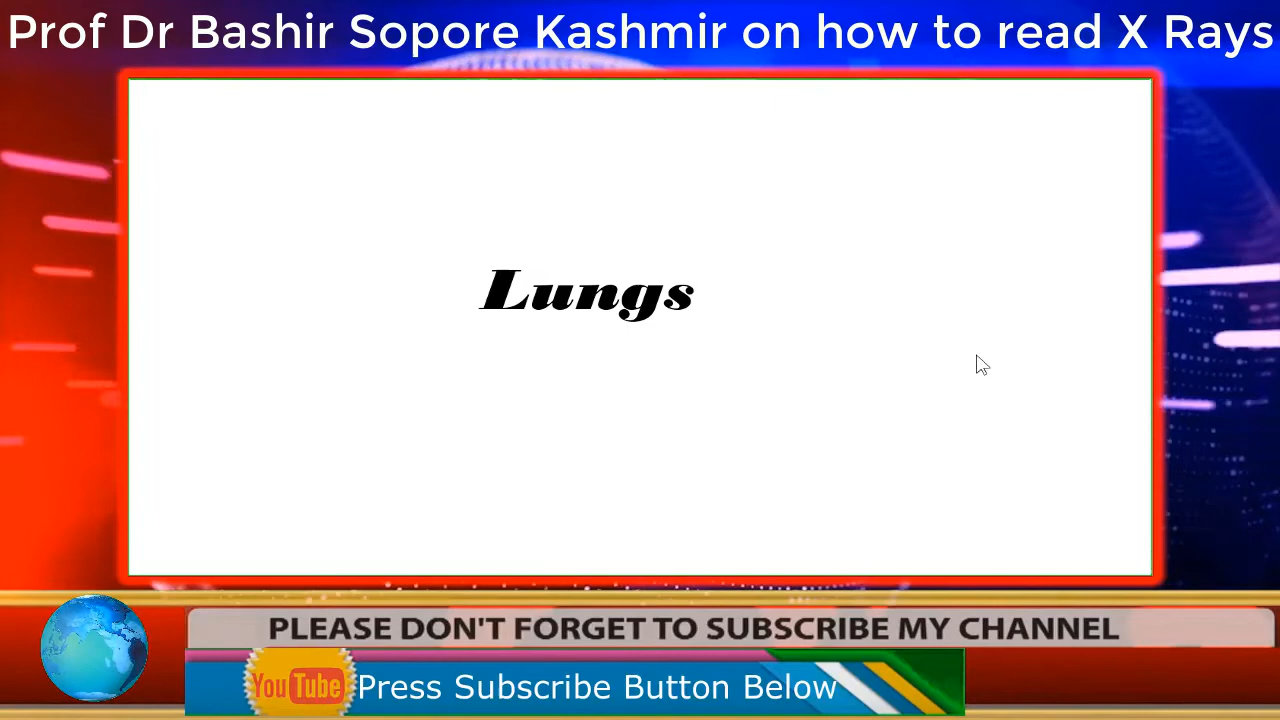 Prof Dr Bashir Sopore Kashmir on how to read X Rays
Lungs
PLEASE DON'T FORGET TO SUBSCRIBE MY CHANNEL
YouTube Press Subscribe Button Below